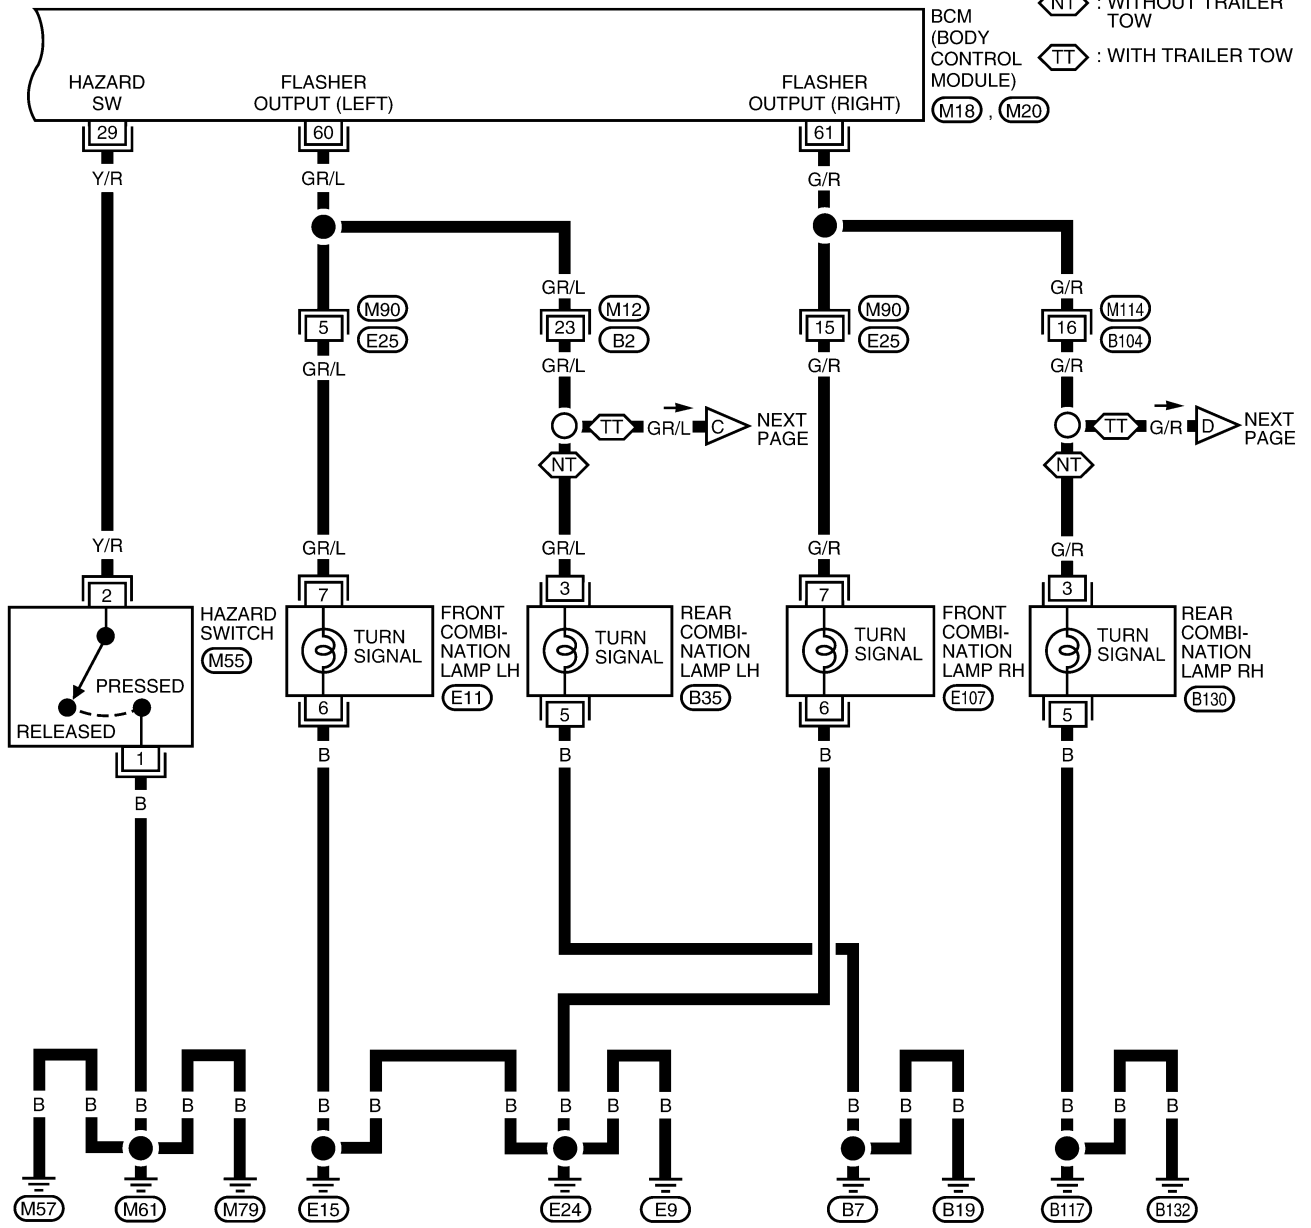 NT : WITHOUT TRAILER
TOW
TT : WITH TRAILER TOW
BCM
(BODY
CONTROL
MODULE)
M18 , M20
HAZARD
SW
FLASHER
OUTPUT (LEFT)
FLASHER
OUTPUT (RIGHT)
29 60 61
Y/R GR/L G/R
GR/L G/R
M90 M12 M90 M114
5 23 15 16
E25 B2 E25 B104
GR/L GR/L G/R G/R
TT GR/L C NEXT
PAGE
TT G/R D NEXT
PAGE
NT NT
Y/R GR/L GR/L G/R G/R
2 7 3 7 3
HAZARD
SWITCH
M55
PRESSED
RELEASED
TURN
SIGNAL
FRONT
COMBI-
NATION
LAMP LH
E11
TURN
SIGNAL
REAR
COMBI-
NATION
LAMP LH
B35
TURN
SIGNAL
FRONT
COMBI-
NATION
LAMP RH
E107
TURN
SIGNAL
REAR
COMBI-
NATION
LAMP RH
B130
1 6 5 6 5
B B B B B
B B B B B B B B B B B B B B B B
M57 M61 M79 E15 E24 E9 B7 B19 B117 B132